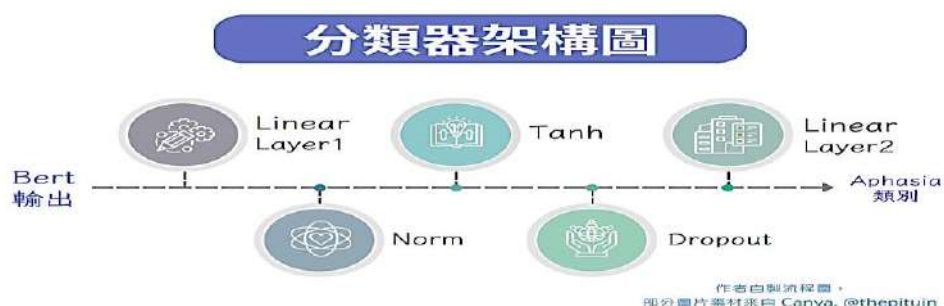 分類器架構圖
Bert
輸出
Linear
Layer1
Norm
Tanh
Dropout
Linear
Layer2
Aphasia
類別
作者自製流程圖，
部分圖片素材來自 Canva, @thepitujn